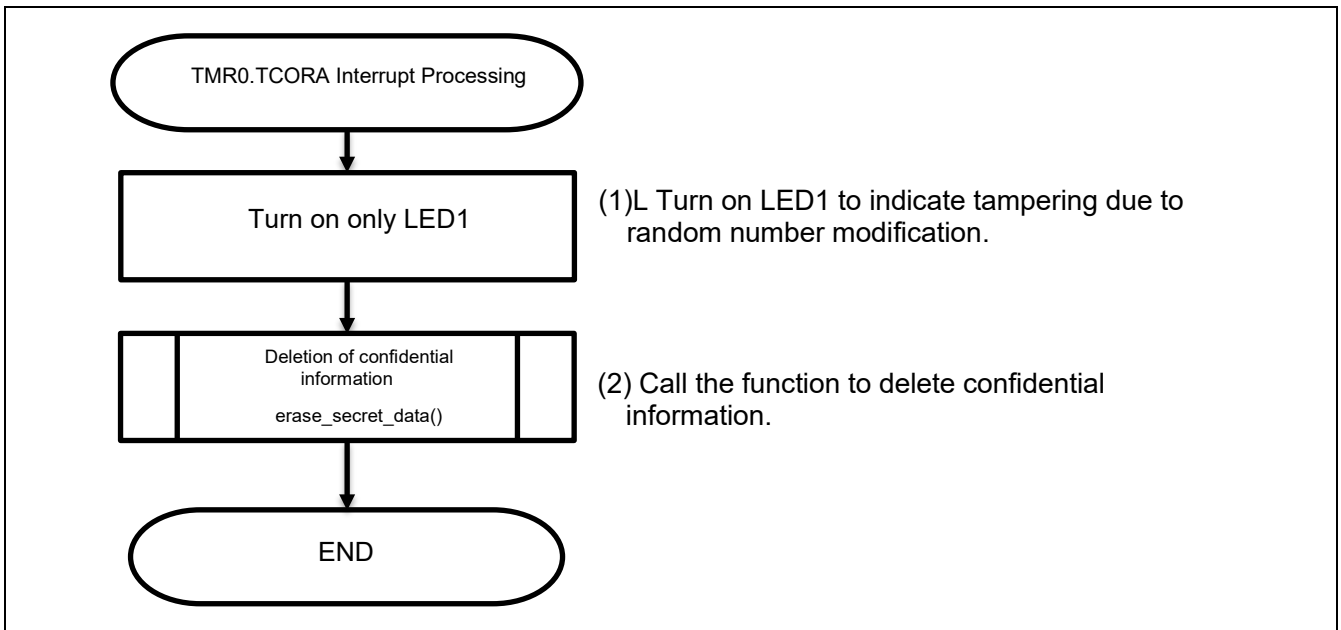 TMR0.TCORA Interrupt Processing
Turn on only LED1
(1)L Turn on LED1 to indicate tampering due to
random number modification.
Deletion of confidential
information
erase_secret_data()
(2) Call the function to delete confidential
information.
END